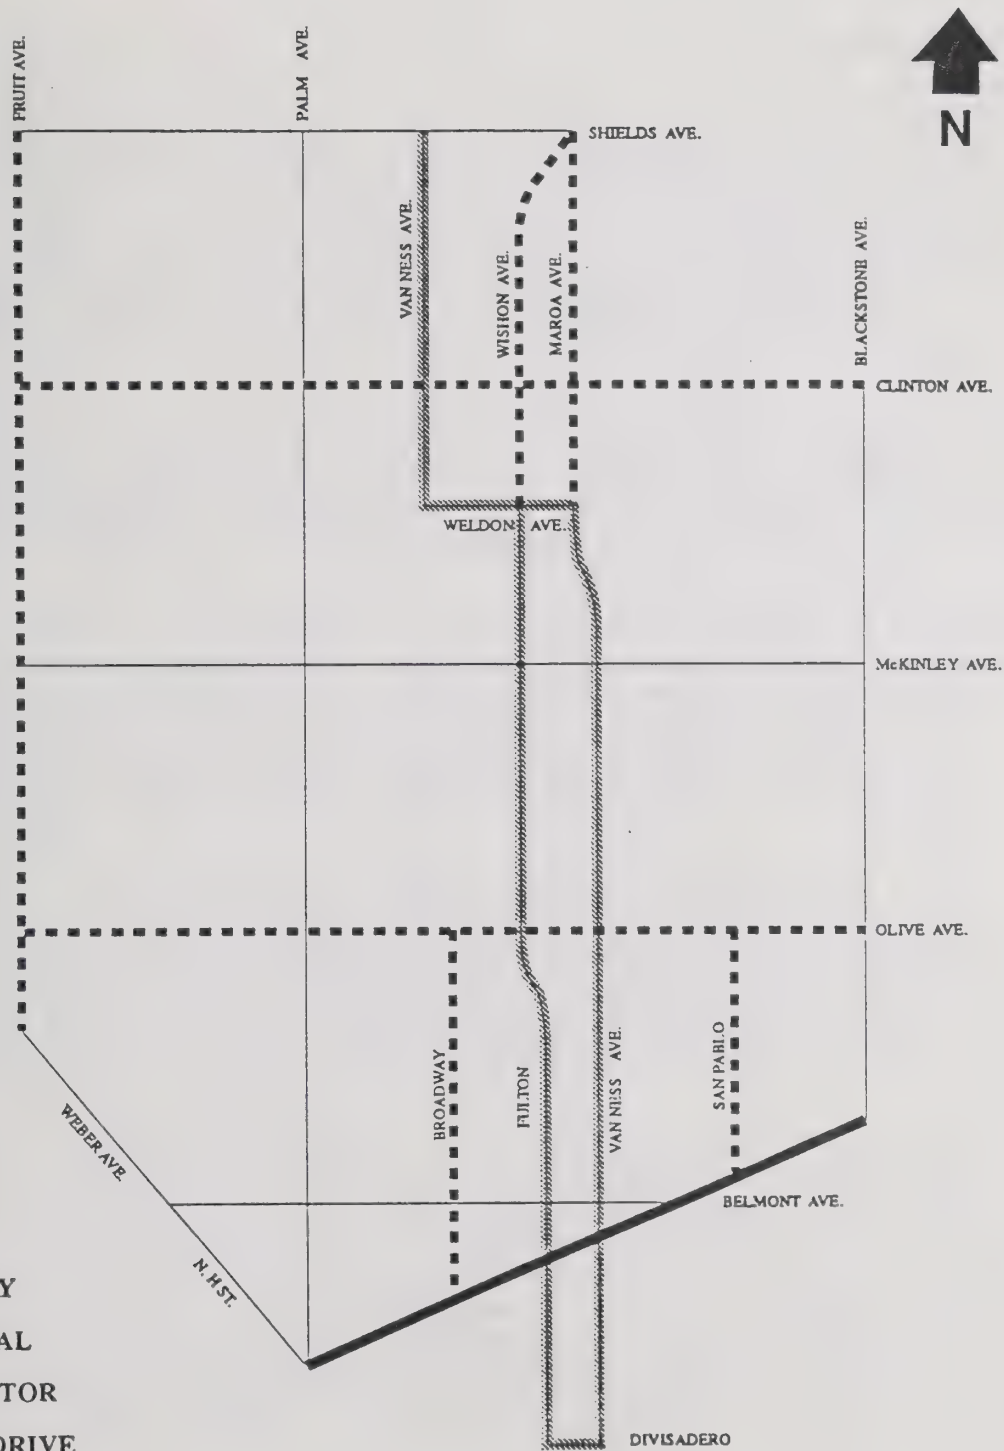 FRUIT AVE.
PALM AVE.
N
SHIELDS AVE.
VAN NESS AVE.
WISHON AVE.
MAROA AVE.
BLACKSTONE AVE.
CLINTON AVE.
WELDON AVE.
McKINLEY AVE.
OLIVE AVE.
BROADWAY
FULTON
VAN NESS AVE.
SAN PABLO
WEBER AVE.
BELMONT AVE.
N. H ST.
Y
AL
TOR
DRIVE
DIVISADERO